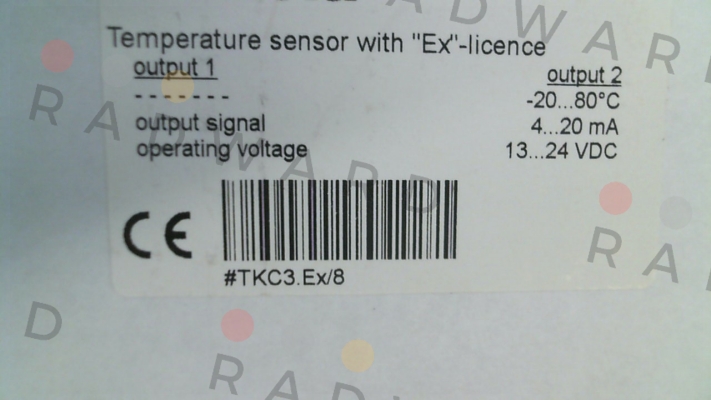 Temperature sensor with "Ex"-licence
output 1 output 2
- - - - - - - -20...80°C
output signal 4...20 mA
operating voltage 13...24 VDC
CE
#TKC3.Ex/8
RADWARD